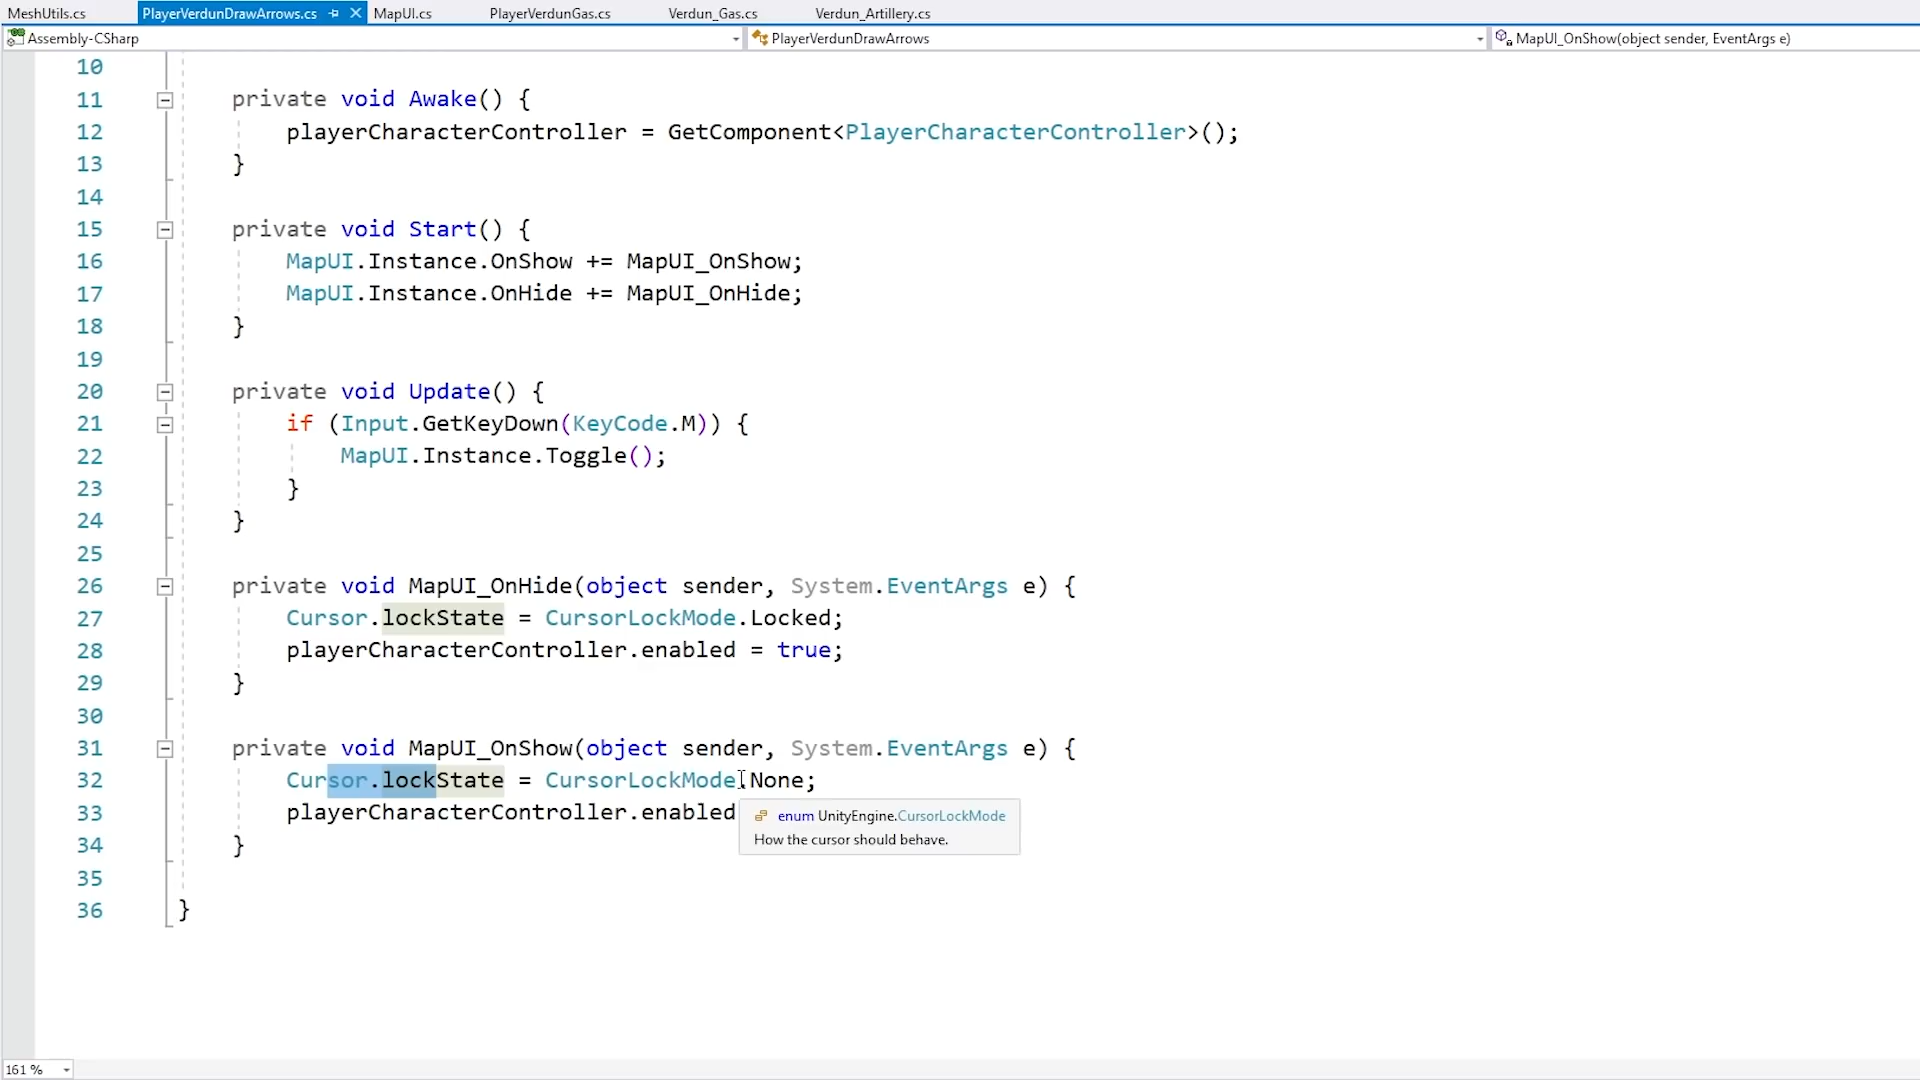 MeshUtils.cs PlayerVerdunDrawArrows.cs MapUI.cs PlayerVerdunGas.cs Verdun_Gas.cs Verdun_Artillery.cs
Assembly-CSharp PlayerVerdunDrawArrows MapUI_OnShow(object sender, EventArgs e)
10
11 private void Awake() {
12 playerCharacterController = GetComponent<PlayerCharacterController>();
13 }
14
15 private void Start() {
16 MapUI.Instance.OnShow += MapUI_OnShow;
17 MapUI.Instance.OnHide += MapUI_OnHide;
18 }
19
20 private void Update() {
21 if (Input.GetKeyDown(KeyCode.M)) {
22 MapUI.Instance.Toggle();
23 }
24 }
25
26 private void MapUI_OnHide(object sender, System.EventArgs e) {
27 Cursor.lockState = CursorLockMode.Locked;
28 playerCharacterController.enabled = true;
29 }
30
31 private void MapUI_OnShow(object sender, System.EventArgs e) {
32 Cursor.lockState = CursorLockMode.None;
33 playerCharacterController.enabled
enum UnityEngine.CursorLockMode
How the cursor should behave.
34 }
35
36 }
161 %